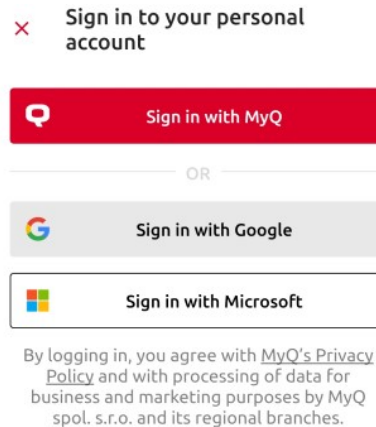 Sign in to your personal
account
Sign in with MyQ
OR
Sign in with Google
Sign in with Microsoft
By logging in, you agree with MyQ's Privacy
Policy and with processing of data for
business and marketing purposes by MyQ
spol. s.r.o. and its regional branches.